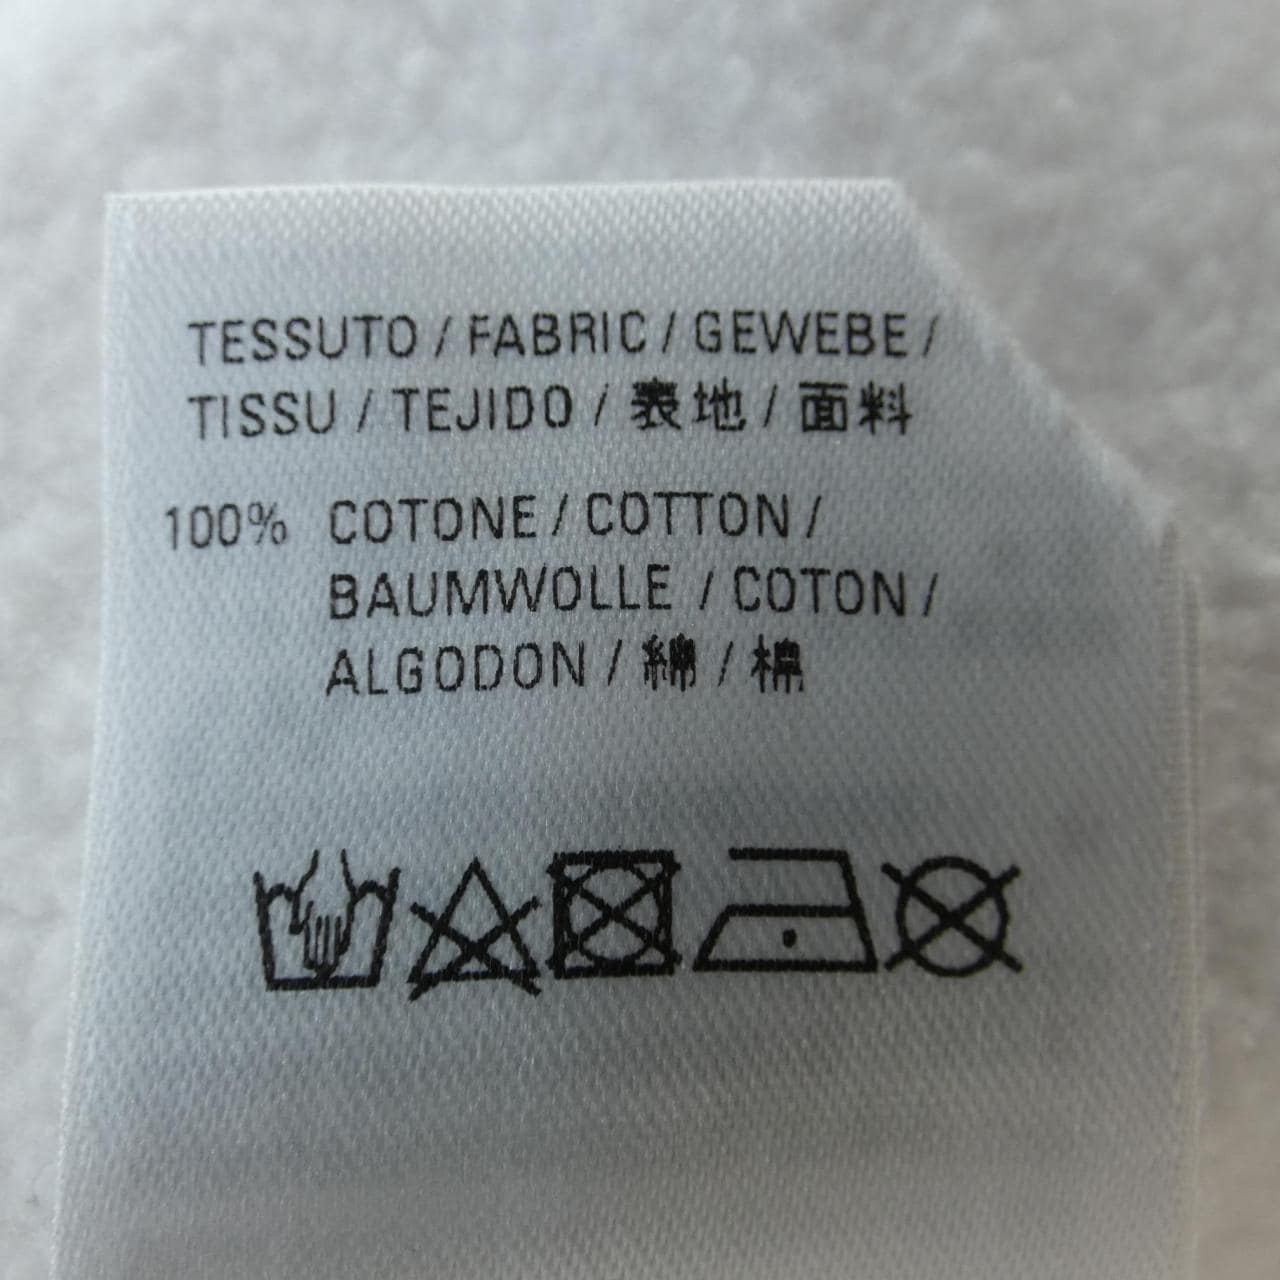 TESSUTO / FABRIC / GEWEBE /
TISSU / TEJIDO / 表地 / 面料
100% COTONE / COTTON /
BAUMWOLLE / COTON /
ALGODON / 綿 / 棉